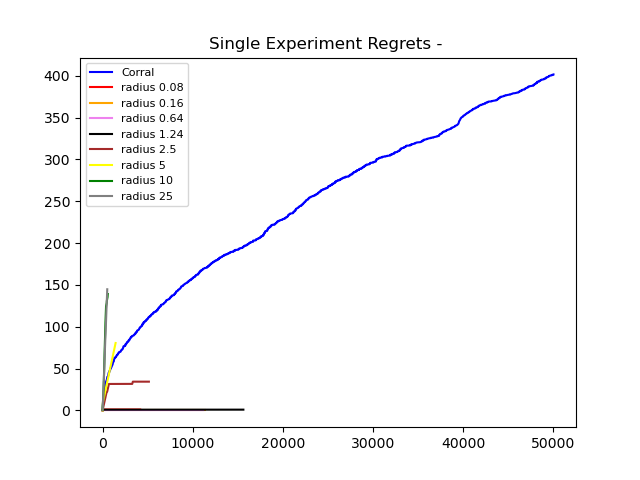 Single Experiment Regrets -
400
350
300
250
200
150
100
50
0
Corral
radius 0.08
radius 0.16
radius 0.64
radius 1.24
radius 2.5
radius 5
radius 10
radius 25
0 10000 20000 30000 40000 50000